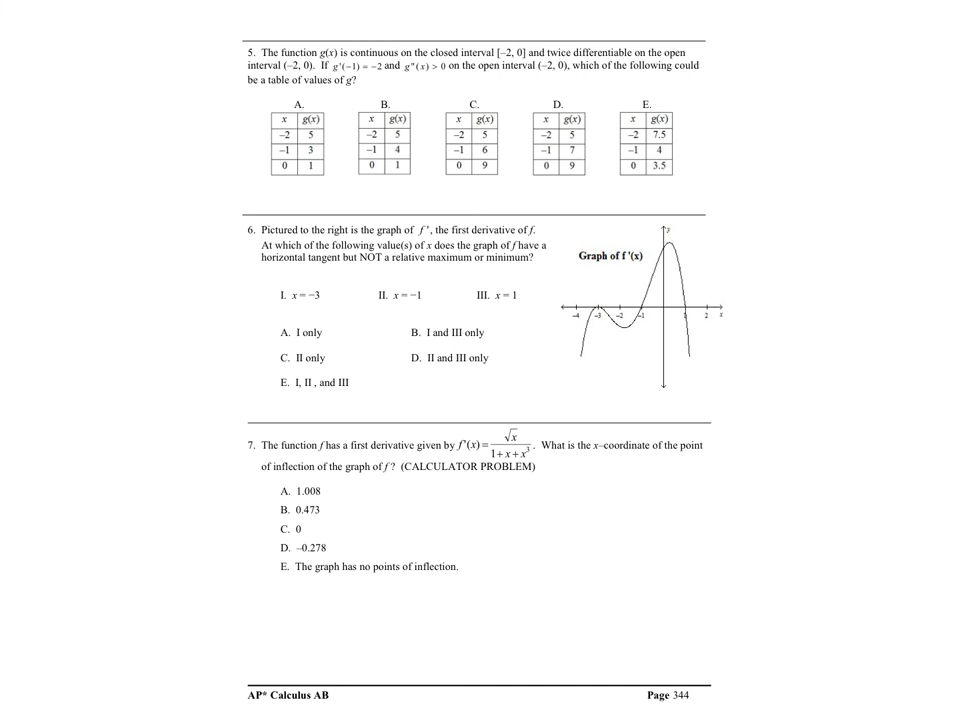 5. The function g(x) is continuous on the closed interval [–2, 0] and twice differentiable on the open
interval (–2, 0). If g'(−1) = −2 and g"(x) > 0 on the open interval (–2, 0), which of the following could
be a table of values of g?
A. B. C. D. E.
x g(x) x g(x) x g(x) x g(x) x g(x)
–2 5 –2 5 –2 5 –2 5 –2 7.5
–1 3 –1 4 –1 6 –1 7 –1 4
0 1 0 1 0 9 0 9 0 3.5
6. Pictured to the right is the graph of f ', the first derivative of f.
At which of the following value(s) of x does the graph of f have a
horizontal tangent but NOT a relative maximum or minimum?
Graph of f '(x)
y
-4 -3 -2 -1 1 2 x
I. x = −3 II. x = −1 III. x = 1
A. I only B. I and III only
C. II only D. II and III only
E. I, II , and III
7. The function f has a first derivative given by f'(x) = √x / (1+x+x³). What is the x–coordinate of the point
of inflection of the graph of f ? (CALCULATOR PROBLEM)
A. 1.008
B. 0.473
C. 0
D. –0.278
E. The graph has no points of inflection.
AP* Calculus AB Page 344